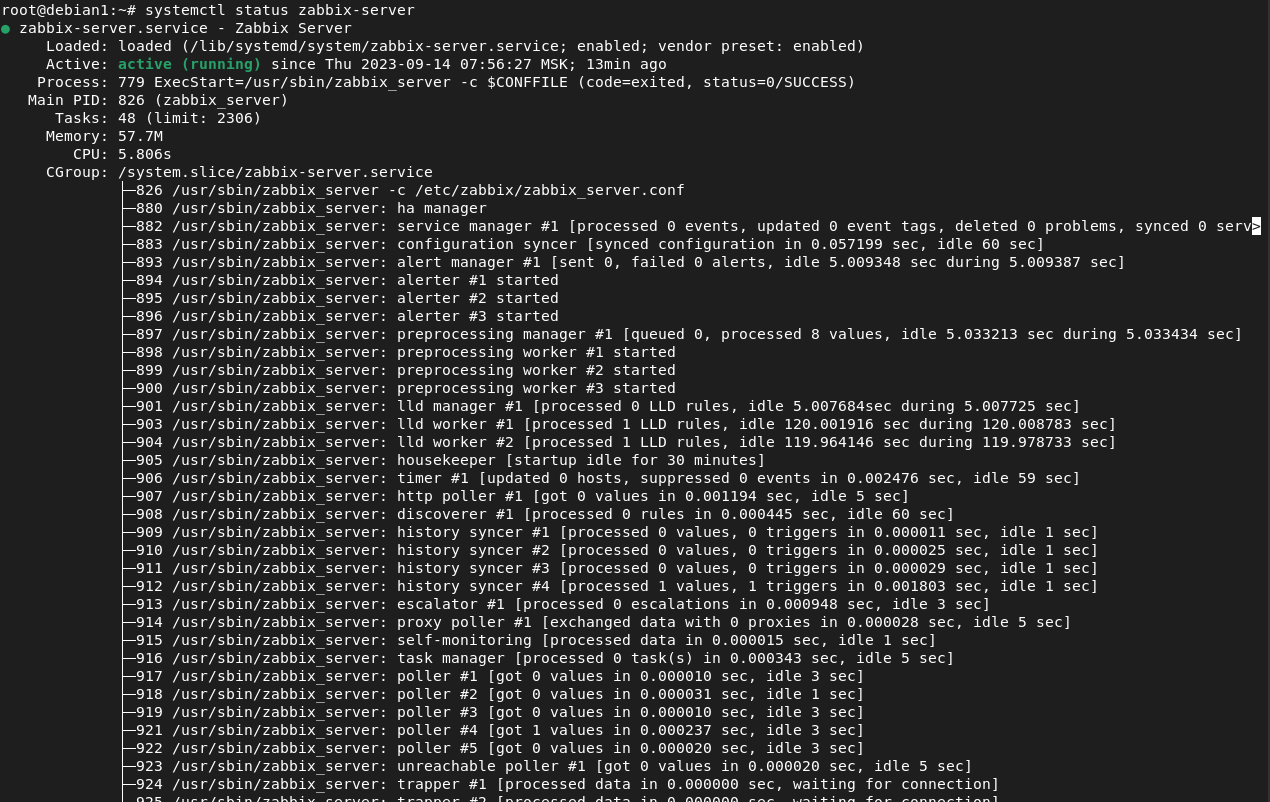 root@debian1:~# systemctl status zabbix-server
● zabbix-server.service - Zabbix Server
     Loaded: loaded (/lib/systemd/system/zabbix-server.service; enabled; vendor preset: enabled)
     Active: active (running) since Thu 2023-09-14 07:56:27 MSK; 13min ago
    Process: 779 ExecStart=/usr/sbin/zabbix_server -c $CONFFILE (code=exited, status=0/SUCCESS)
   Main PID: 826 (zabbix_server)
      Tasks: 48 (limit: 2306)
     Memory: 57.7M
        CPU: 5.806s
     CGroup: /system.slice/zabbix-server.service
             ├─826 /usr/sbin/zabbix_server -c /etc/zabbix/zabbix_server.conf
             ├─880 /usr/sbin/zabbix_server: ha manager
             ├─882 /usr/sbin/zabbix_server: service manager #1 [processed 0 events, updated 0 event tags, deleted 0 problems, synced 0 serv>
             ├─883 /usr/sbin/zabbix_server: configuration syncer [synced configuration in 0.057199 sec, idle 60 sec]
             ├─893 /usr/sbin/zabbix_server: alert manager #1 [sent 0, failed 0 alerts, idle 5.009348 sec during 5.009387 sec]
             ├─894 /usr/sbin/zabbix_server: alerter #1 started
             ├─895 /usr/sbin/zabbix_server: alerter #2 started
             ├─896 /usr/sbin/zabbix_server: alerter #3 started
             ├─897 /usr/sbin/zabbix_server: preprocessing manager #1 [queued 0, processed 8 values, idle 5.033213 sec during 5.033434 sec]
             ├─898 /usr/sbin/zabbix_server: preprocessing worker #1 started
             ├─899 /usr/sbin/zabbix_server: preprocessing worker #2 started
             ├─900 /usr/sbin/zabbix_server: preprocessing worker #3 started
             ├─901 /usr/sbin/zabbix_server: lld manager #1 [processed 0 LLD rules, idle 5.007684sec during 5.007725 sec]
             ├─903 /usr/sbin/zabbix_server: lld worker #1 [processed 1 LLD rules, idle 120.001916 sec during 120.008783 sec]
             ├─904 /usr/sbin/zabbix_server: lld worker #2 [processed 1 LLD rules, idle 119.964146 sec during 119.978733 sec]
             ├─905 /usr/sbin/zabbix_server: housekeeper [startup idle for 30 minutes]
             ├─906 /usr/sbin/zabbix_server: timer #1 [updated 0 hosts, suppressed 0 events in 0.002476 sec, idle 59 sec]
             ├─907 /usr/sbin/zabbix_server: http poller #1 [got 0 values in 0.001194 sec, idle 5 sec]
             ├─908 /usr/sbin/zabbix_server: discoverer #1 [processed 0 rules in 0.000445 sec, idle 60 sec]
             ├─909 /usr/sbin/zabbix_server: history syncer #1 [processed 0 values, 0 triggers in 0.000011 sec, idle 1 sec]
             ├─910 /usr/sbin/zabbix_server: history syncer #2 [processed 0 values, 0 triggers in 0.000025 sec, idle 1 sec]
             ├─911 /usr/sbin/zabbix_server: history syncer #3 [processed 0 values, 0 triggers in 0.000029 sec, idle 1 sec]
             ├─912 /usr/sbin/zabbix_server: history syncer #4 [processed 1 values, 1 triggers in 0.001803 sec, idle 1 sec]
             ├─913 /usr/sbin/zabbix_server: escalator #1 [processed 0 escalations in 0.000948 sec, idle 3 sec]
             ├─914 /usr/sbin/zabbix_server: proxy poller #1 [exchanged data with 0 proxies in 0.000028 sec, idle 5 sec]
             ├─915 /usr/sbin/zabbix_server: self-monitoring [processed data in 0.000015 sec, idle 1 sec]
             ├─916 /usr/sbin/zabbix_server: task manager [processed 0 task(s) in 0.000343 sec, idle 5 sec]
             ├─917 /usr/sbin/zabbix_server: poller #1 [got 0 values in 0.000010 sec, idle 3 sec]
             ├─918 /usr/sbin/zabbix_server: poller #2 [got 0 values in 0.000031 sec, idle 1 sec]
             ├─919 /usr/sbin/zabbix_server: poller #3 [got 0 values in 0.000010 sec, idle 3 sec]
             ├─921 /usr/sbin/zabbix_server: poller #4 [got 1 values in 0.000237 sec, idle 3 sec]
             ├─922 /usr/sbin/zabbix_server: poller #5 [got 0 values in 0.000020 sec, idle 3 sec]
             ├─923 /usr/sbin/zabbix_server: unreachable poller #1 [got 0 values in 0.000020 sec, idle 5 sec]
             ├─924 /usr/sbin/zabbix_server: trapper #1 [processed data in 0.000000 sec, waiting for connection]
             ├─925 /usr/sbin/zabbix_server: trapper #2 [processed data in 0.000000 sec, waiting for connection]